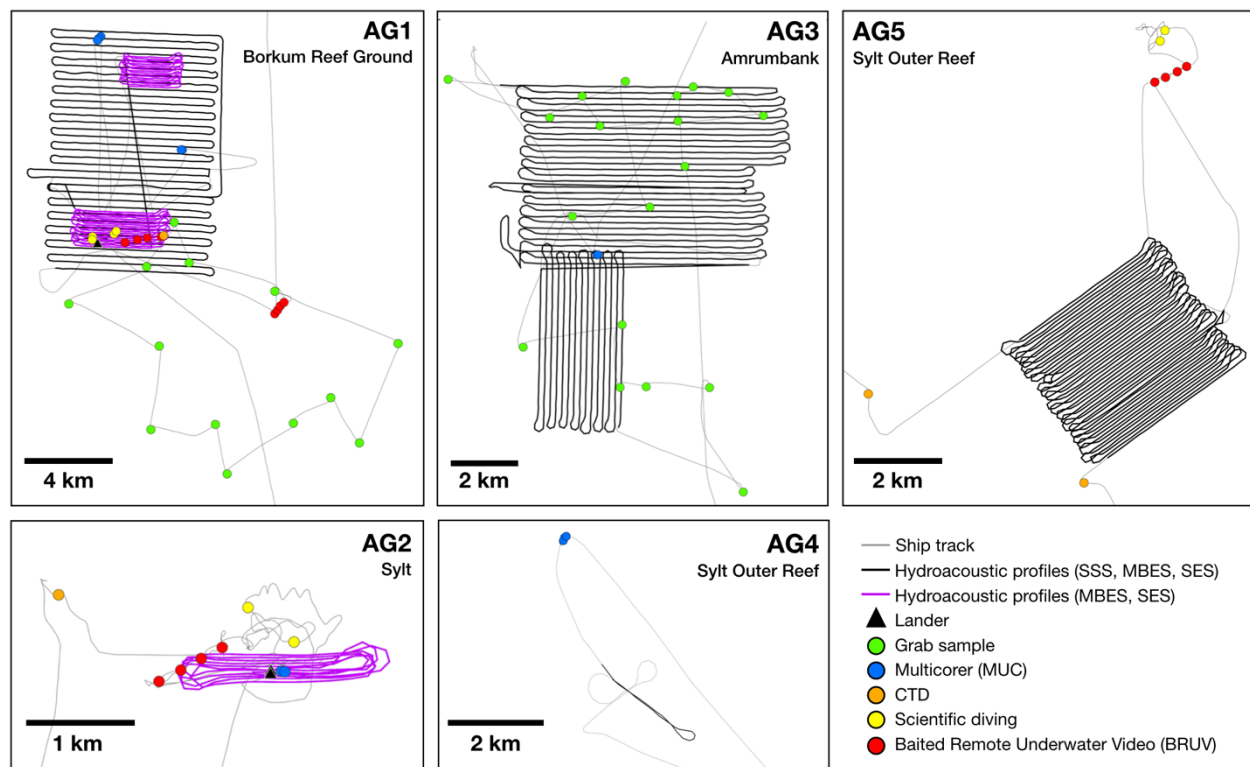 AG1
Borkum Reef Ground
4 km
AG3
Amrumbank
2 km
AG5
Sylt Outer Reef
2 km
AG2
Sylt
1 km
AG4
Sylt Outer Reef
2 km
Ship track
Hydroacoustic profiles (SSS, MBES, SES)
Hydroacoustic profiles (MBES, SES)
Lander
Grab sample
Multicorer (MUC)
CTD
Scientific diving
Baited Remote Underwater Video (BRUV)